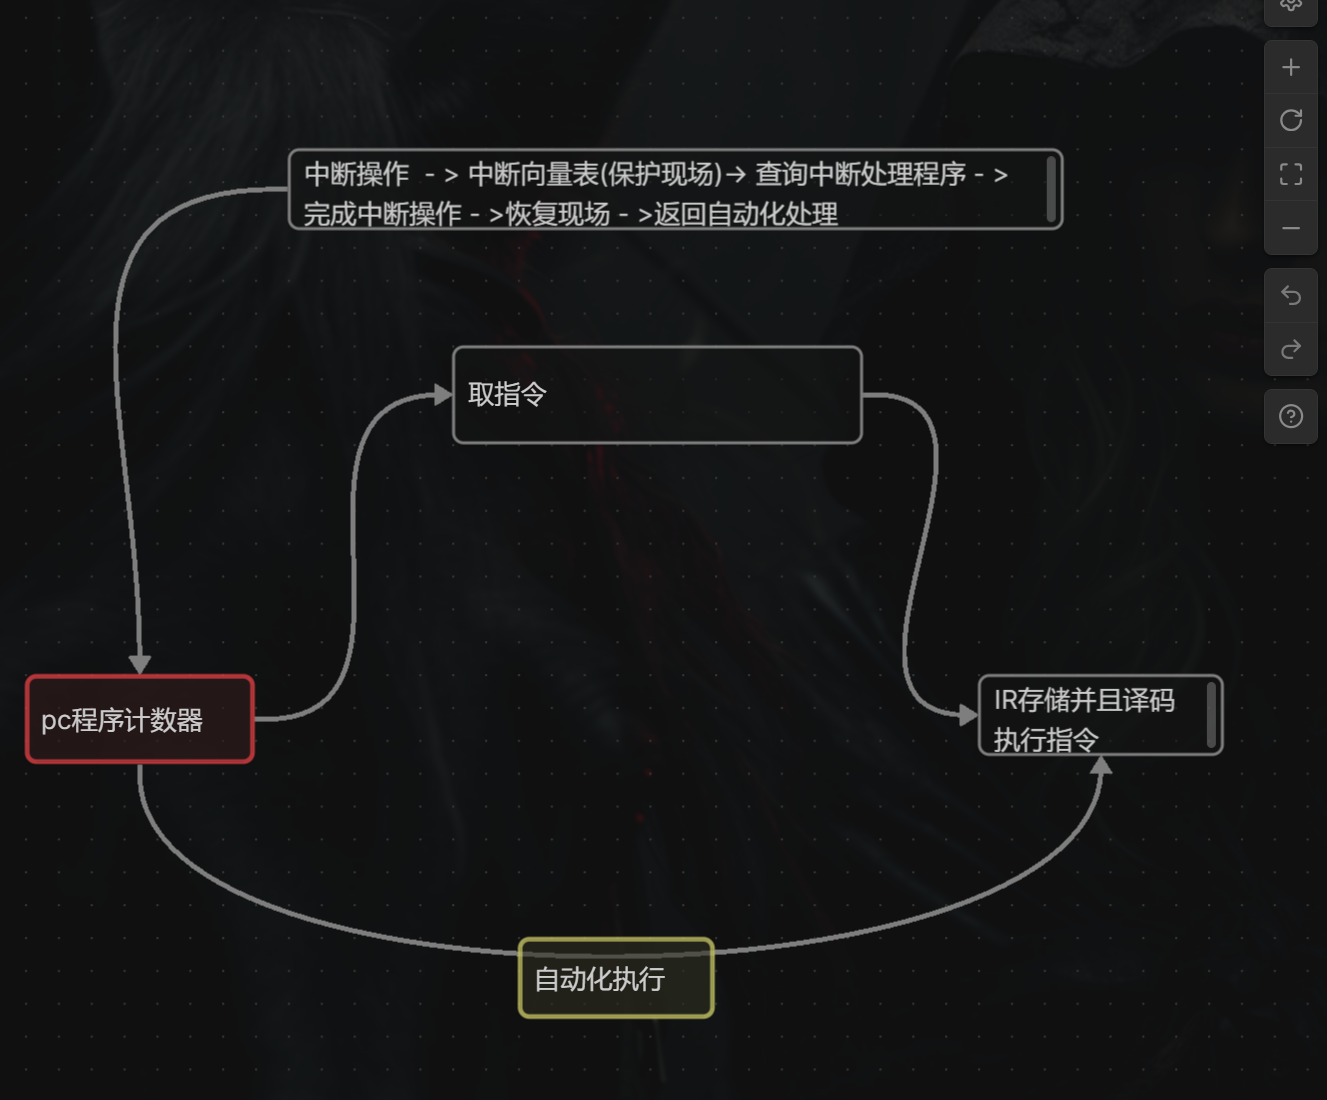 中断操作 - > 中断向量表(保护现场)→ 查询中断处理程序 - >
完成中断操作 - >恢复现场 - >返回自动化处理
取指令
pc程序计数器
IR存储并且译码
执行指令
自动化执行